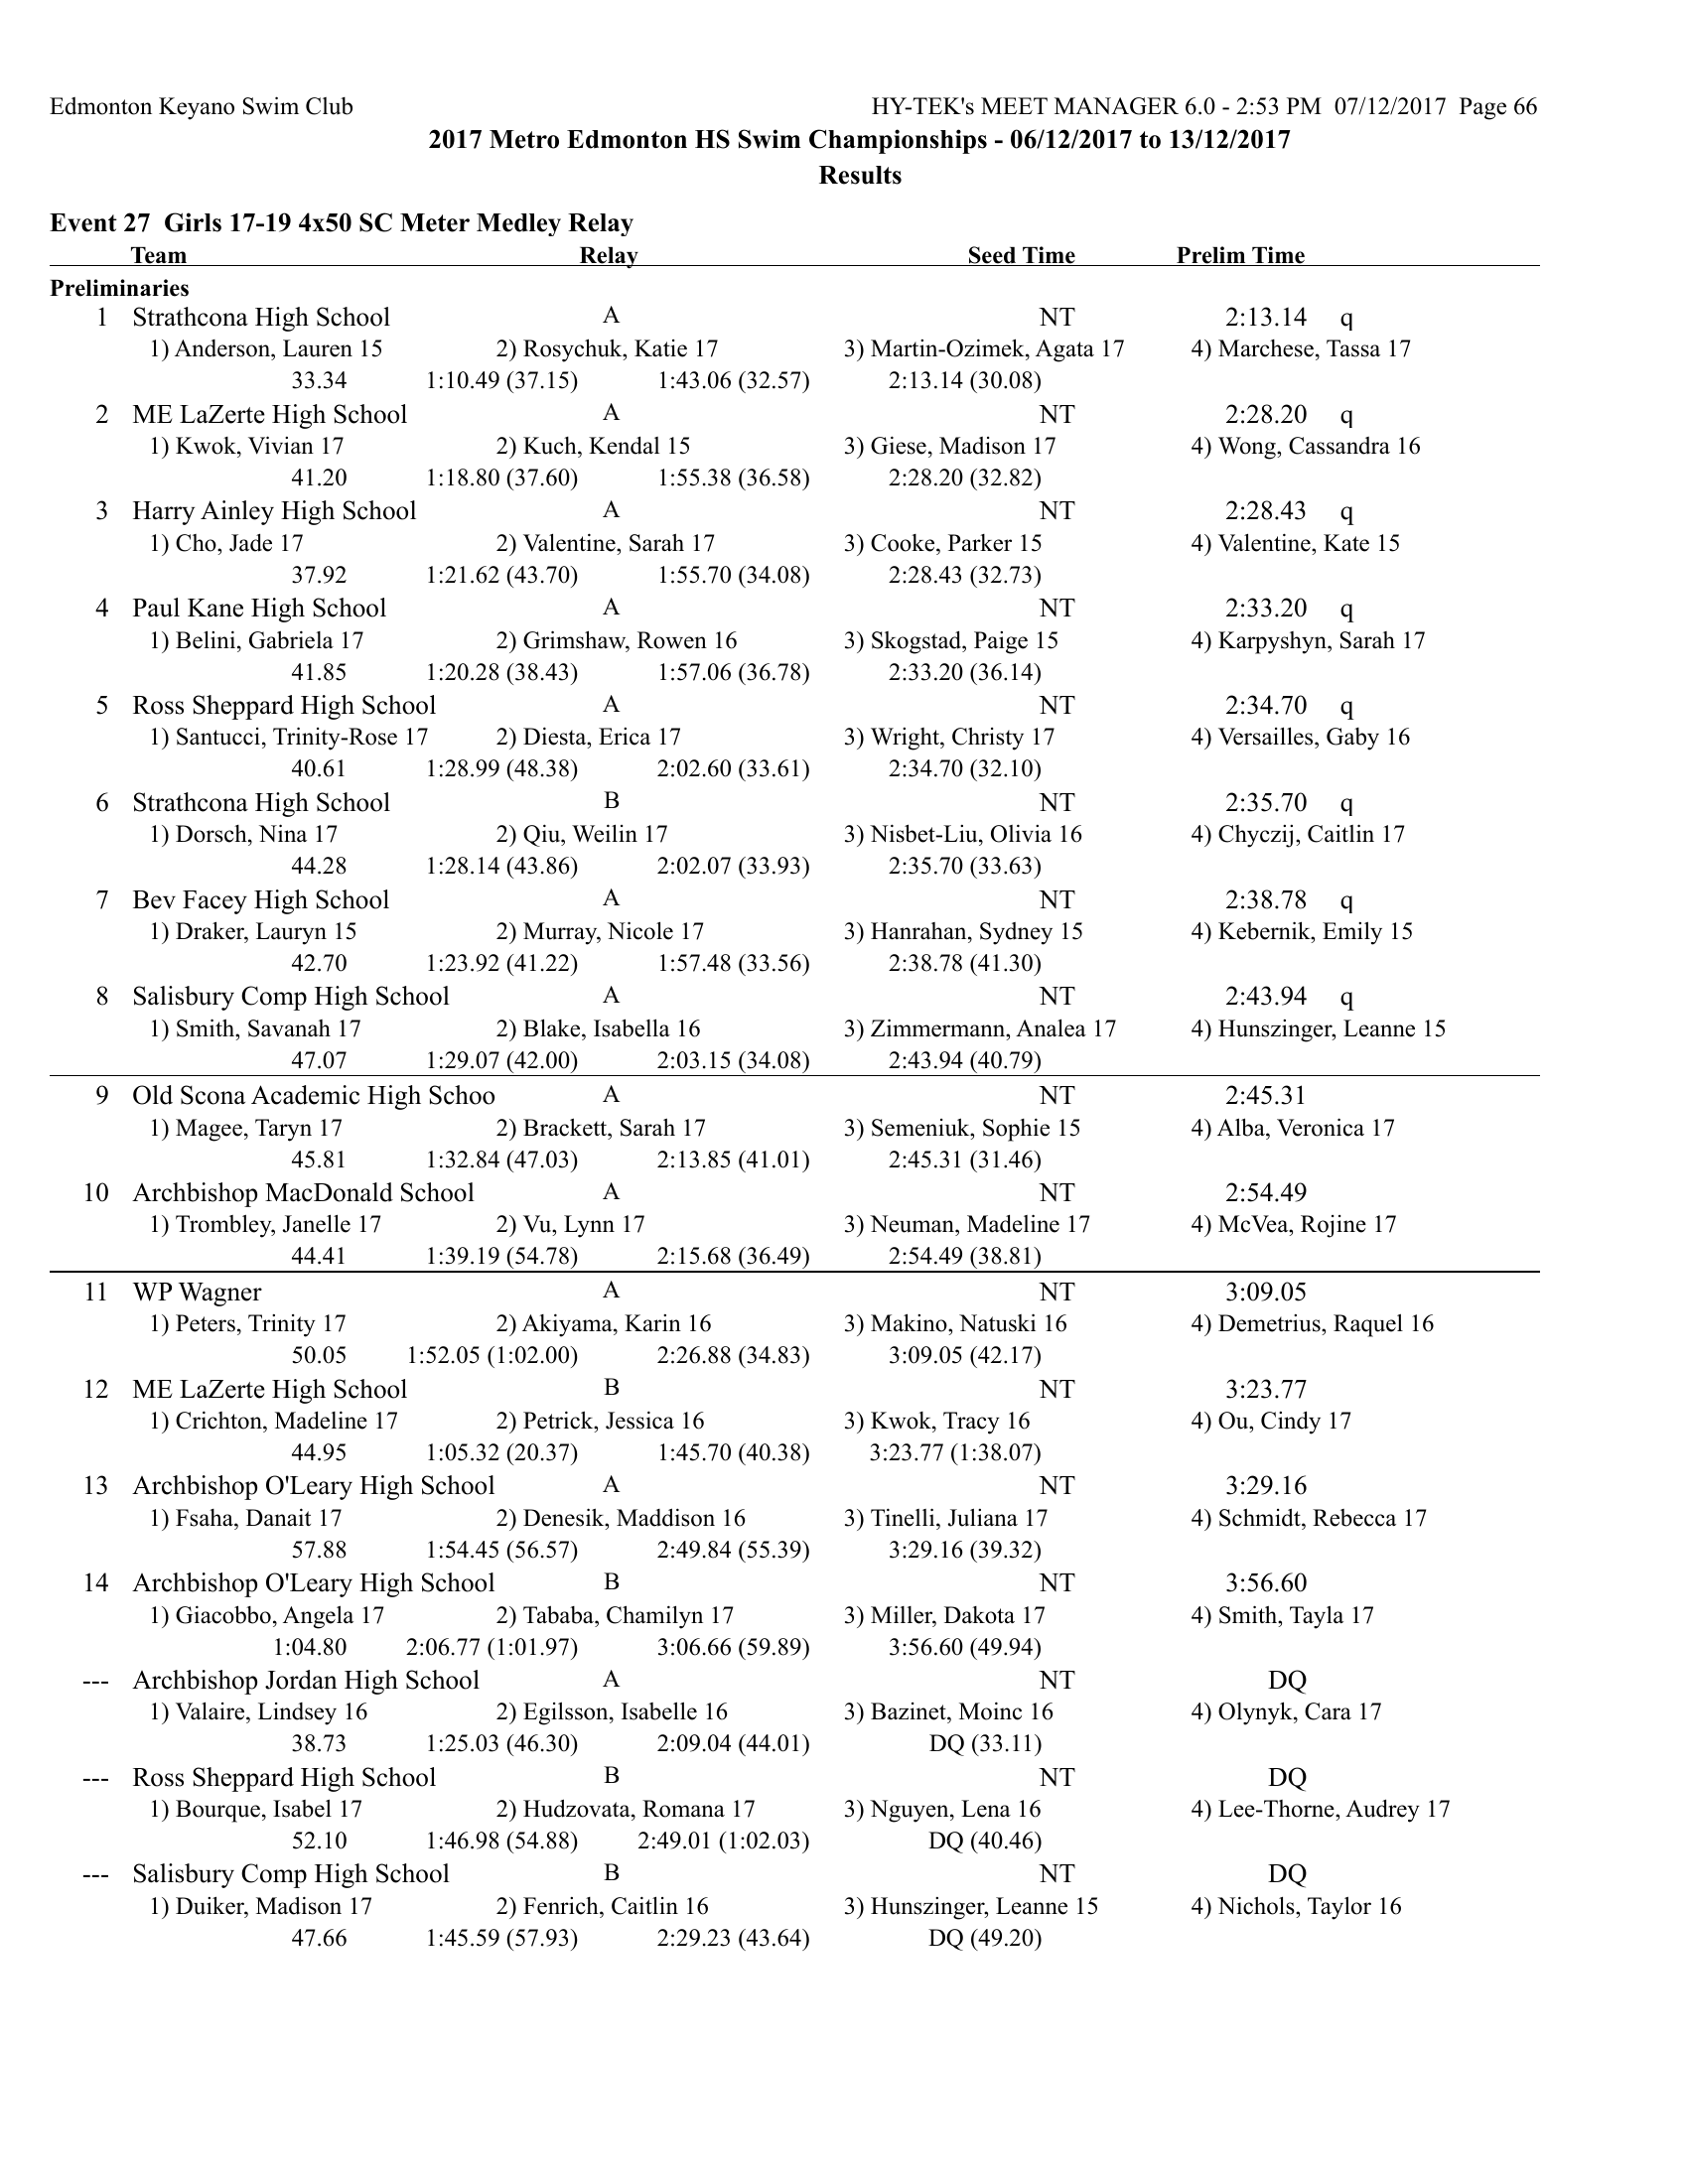 Edmonton Keyano Swim Club HY-TEK's MEET MANAGER 6.0 - 2:53 PM 07/12/2017 Page 66
2017 Metro Edmonton HS Swim Championships - 06/12/2017 to 13/12/2017
Results
Event 27 Girls 17-19 4x50 SC Meter Medley Relay
Team Relay Seed Time Prelim Time
Preliminaries
1 Strathcona High School A NT 2:13.14 q
1) Anderson, Lauren 15 2) Rosychuk, Katie 17 3) Martin-Ozimek, Agata 17 4) Marchese, Tassa 17
33.34 1:10.49 (37.15) 1:43.06 (32.57) 2:13.14 (30.08)
2 ME LaZerte High School A NT 2:28.20 q
1) Kwok, Vivian 17 2) Kuch, Kendal 15 3) Giese, Madison 17 4) Wong, Cassandra 16
41.20 1:18.80 (37.60) 1:55.38 (36.58) 2:28.20 (32.82)
3 Harry Ainley High School A NT 2:28.43 q
1) Cho, Jade 17 2) Valentine, Sarah 17 3) Cooke, Parker 15 4) Valentine, Kate 15
37.92 1:21.62 (43.70) 1:55.70 (34.08) 2:28.43 (32.73)
4 Paul Kane High School A NT 2:33.20 q
1) Belini, Gabriela 17 2) Grimshaw, Rowen 16 3) Skogstad, Paige 15 4) Karpyshyn, Sarah 17
41.85 1:20.28 (38.43) 1:57.06 (36.78) 2:33.20 (36.14)
5 Ross Sheppard High School A NT 2:34.70 q
1) Santucci, Trinity-Rose 17 2) Diesta, Erica 17 3) Wright, Christy 17 4) Versailles, Gaby 16
40.61 1:28.99 (48.38) 2:02.60 (33.61) 2:34.70 (32.10)
6 Strathcona High School B NT 2:35.70 q
1) Dorsch, Nina 17 2) Qiu, Weilin 17 3) Nisbet-Liu, Olivia 16 4) Chyczij, Caitlin 17
44.28 1:28.14 (43.86) 2:02.07 (33.93) 2:35.70 (33.63)
7 Bev Facey High School A NT 2:38.78 q
1) Draker, Lauryn 15 2) Murray, Nicole 17 3) Hanrahan, Sydney 15 4) Kebernik, Emily 15
42.70 1:23.92 (41.22) 1:57.48 (33.56) 2:38.78 (41.30)
8 Salisbury Comp High School A NT 2:43.94 q
1) Smith, Savanah 17 2) Blake, Isabella 16 3) Zimmermann, Analea 17 4) Hunszinger, Leanne 15
47.07 1:29.07 (42.00) 2:03.15 (34.08) 2:43.94 (40.79)
9 Old Scona Academic High Schoo A NT 2:45.31
1) Magee, Taryn 17 2) Brackett, Sarah 17 3) Semeniuk, Sophie 15 4) Alba, Veronica 17
45.81 1:32.84 (47.03) 2:13.85 (41.01) 2:45.31 (31.46)
10 Archbishop MacDonald School A NT 2:54.49
1) Trombley, Janelle 17 2) Vu, Lynn 17 3) Neuman, Madeline 17 4) McVea, Rojine 17
44.41 1:39.19 (54.78) 2:15.68 (36.49) 2:54.49 (38.81)
11 WP Wagner A NT 3:09.05
1) Peters, Trinity 17 2) Akiyama, Karin 16 3) Makino, Natuski 16 4) Demetrius, Raquel 16
50.05 1:52.05 (1:02.00) 2:26.88 (34.83) 3:09.05 (42.17)
12 ME LaZerte High School B NT 3:23.77
1) Crichton, Madeline 17 2) Petrick, Jessica 16 3) Kwok, Tracy 16 4) Ou, Cindy 17
44.95 1:05.32 (20.37) 1:45.70 (40.38) 3:23.77 (1:38.07)
13 Archbishop O'Leary High School A NT 3:29.16
1) Fsaha, Danait 17 2) Denesik, Maddison 16 3) Tinelli, Juliana 17 4) Schmidt, Rebecca 17
57.88 1:54.45 (56.57) 2:49.84 (55.39) 3:29.16 (39.32)
14 Archbishop O'Leary High School B NT 3:56.60
1) Giacobbo, Angela 17 2) Tababa, Chamilyn 17 3) Miller, Dakota 17 4) Smith, Tayla 17
1:04.80 2:06.77 (1:01.97) 3:06.66 (59.89) 3:56.60 (49.94)
--- Archbishop Jordan High School A NT DQ
1) Valaire, Lindsey 16 2) Egilsson, Isabelle 16 3) Bazinet, Moinc 16 4) Olynyk, Cara 17
38.73 1:25.03 (46.30) 2:09.04 (44.01) DQ (33.11)
--- Ross Sheppard High School B NT DQ
1) Bourque, Isabel 17 2) Hudzovata, Romana 17 3) Nguyen, Lena 16 4) Lee-Thorne, Audrey 17
52.10 1:46.98 (54.88) 2:49.01 (1:02.03) DQ (40.46)
--- Salisbury Comp High School B NT DQ
1) Duiker, Madison 17 2) Fenrich, Caitlin 16 3) Hunszinger, Leanne 15 4) Nichols, Taylor 16
47.66 1:45.59 (57.93) 2:29.23 (43.64) DQ (49.20)